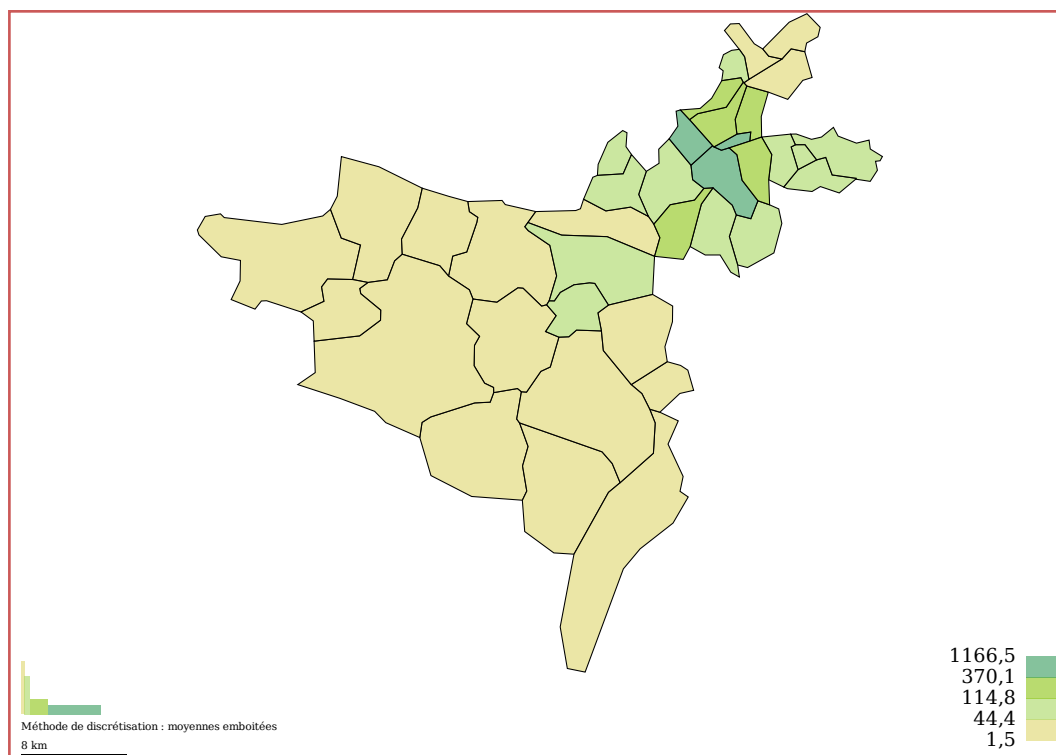 1166,5
370,1
114,8
44,4
1,5
Méthode de discrétisation : moyennes emboitées
8 km